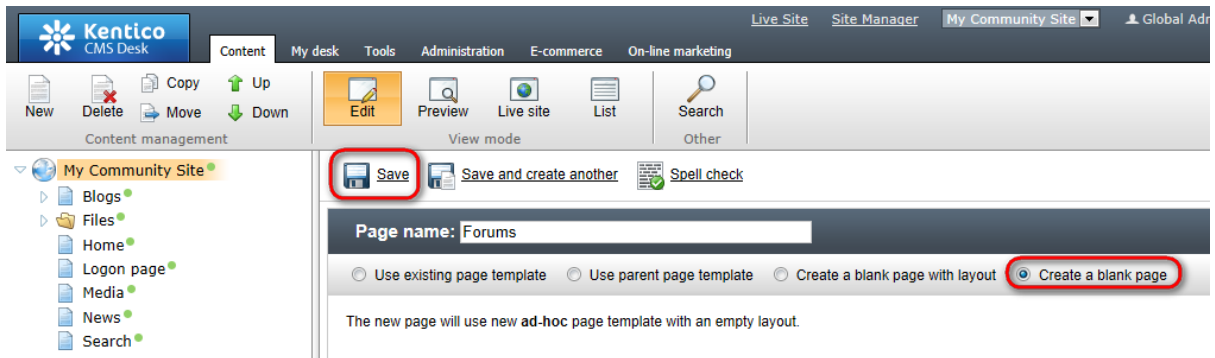 Live Site Site Manager My Community Site Global Adr
Kentico
CMS Desk
Content My desk Tools Administration E-commerce On-line marketing
New Delete Copy Move Up Down
Content management
Edit Preview Live site List
View mode
Search
Other
My Community Site
Blogs
Files
Home
Logon page
Media
News
Search
Save Save and create another Spell check
Page name: Forums
Use existing page template Use parent page template Create a blank page with layout Create a blank page
The new page will use new ad-hoc page template with an empty layout.